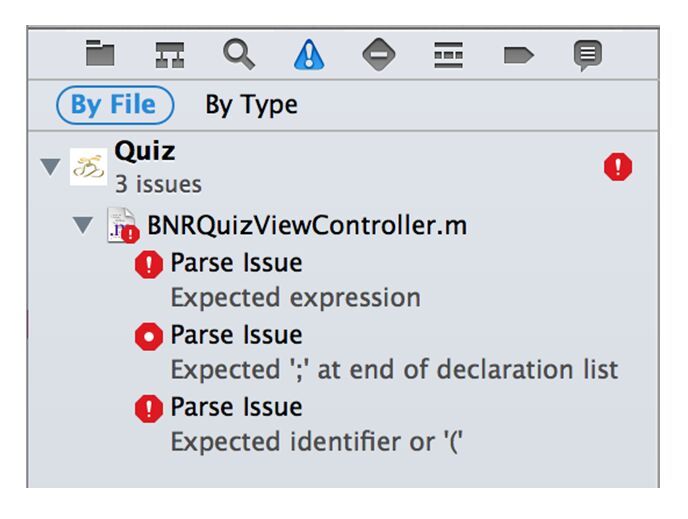 By File By Type
Quiz
3 issues
BNRQuizViewController.m
Parse Issue
Expected expression
Parse Issue
Expected ';' at end of declaration list
Parse Issue
Expected identifier or '('